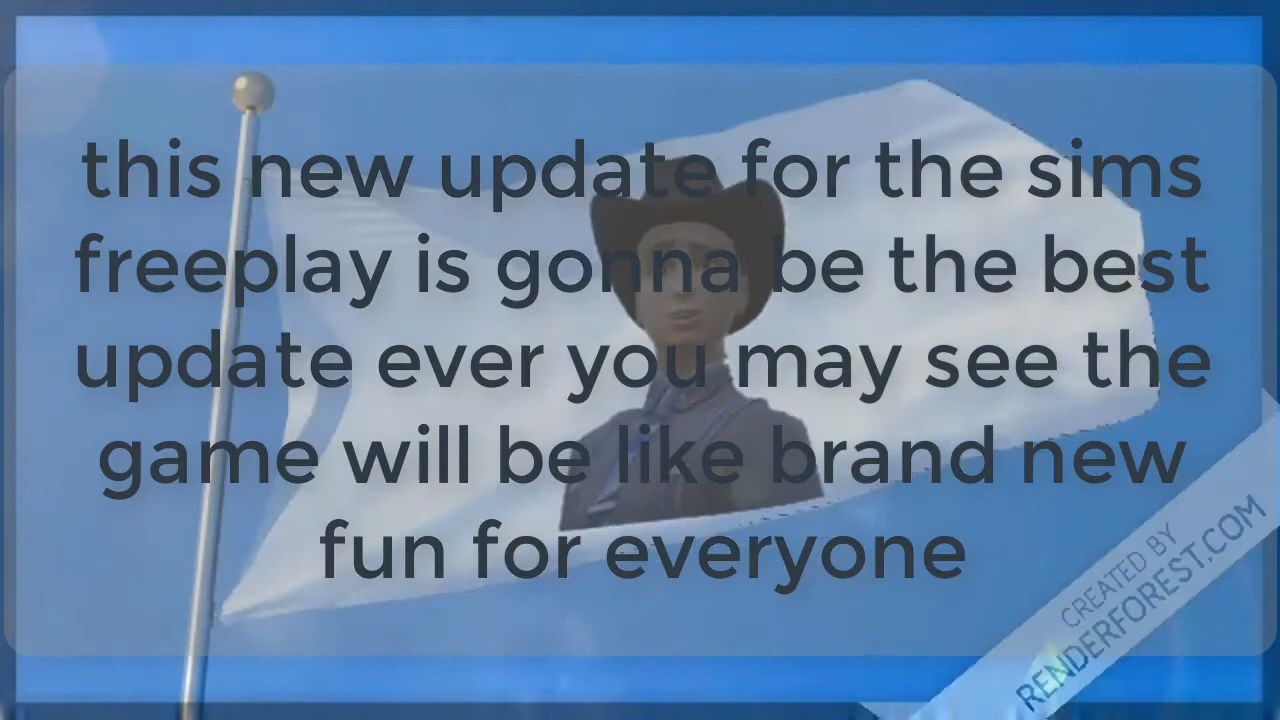 this new update for the sims
freeplay is gonna be the best
update ever you may see the
game will be like brand new
fun for everyone
CREATED BY
RENDERFOREST.COM